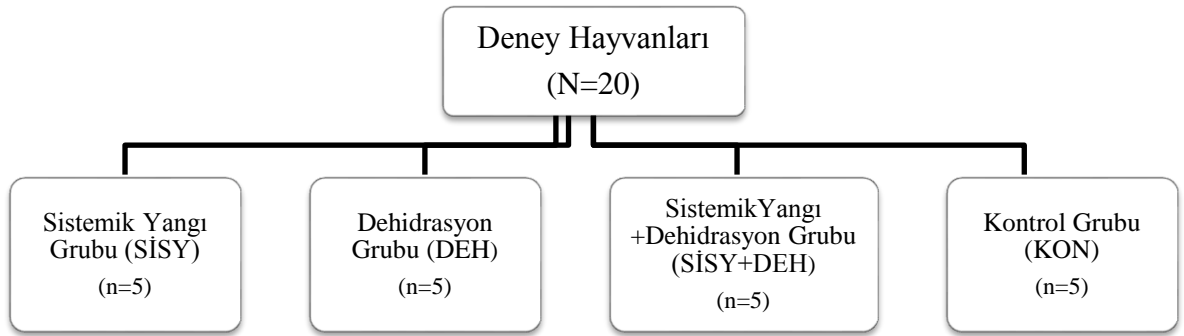 Deney Hayvanları
(N=20)
Sistemik Yangı
Grubu (SİSY)
(n=5)
Dehidrasyon
Grubu (DEH)
(n=5)
SistemikYangı
+Dehidrasyon Grubu
(SİSY+DEH)
(n=5)
Kontrol Grubu
(KON)
(n=5)